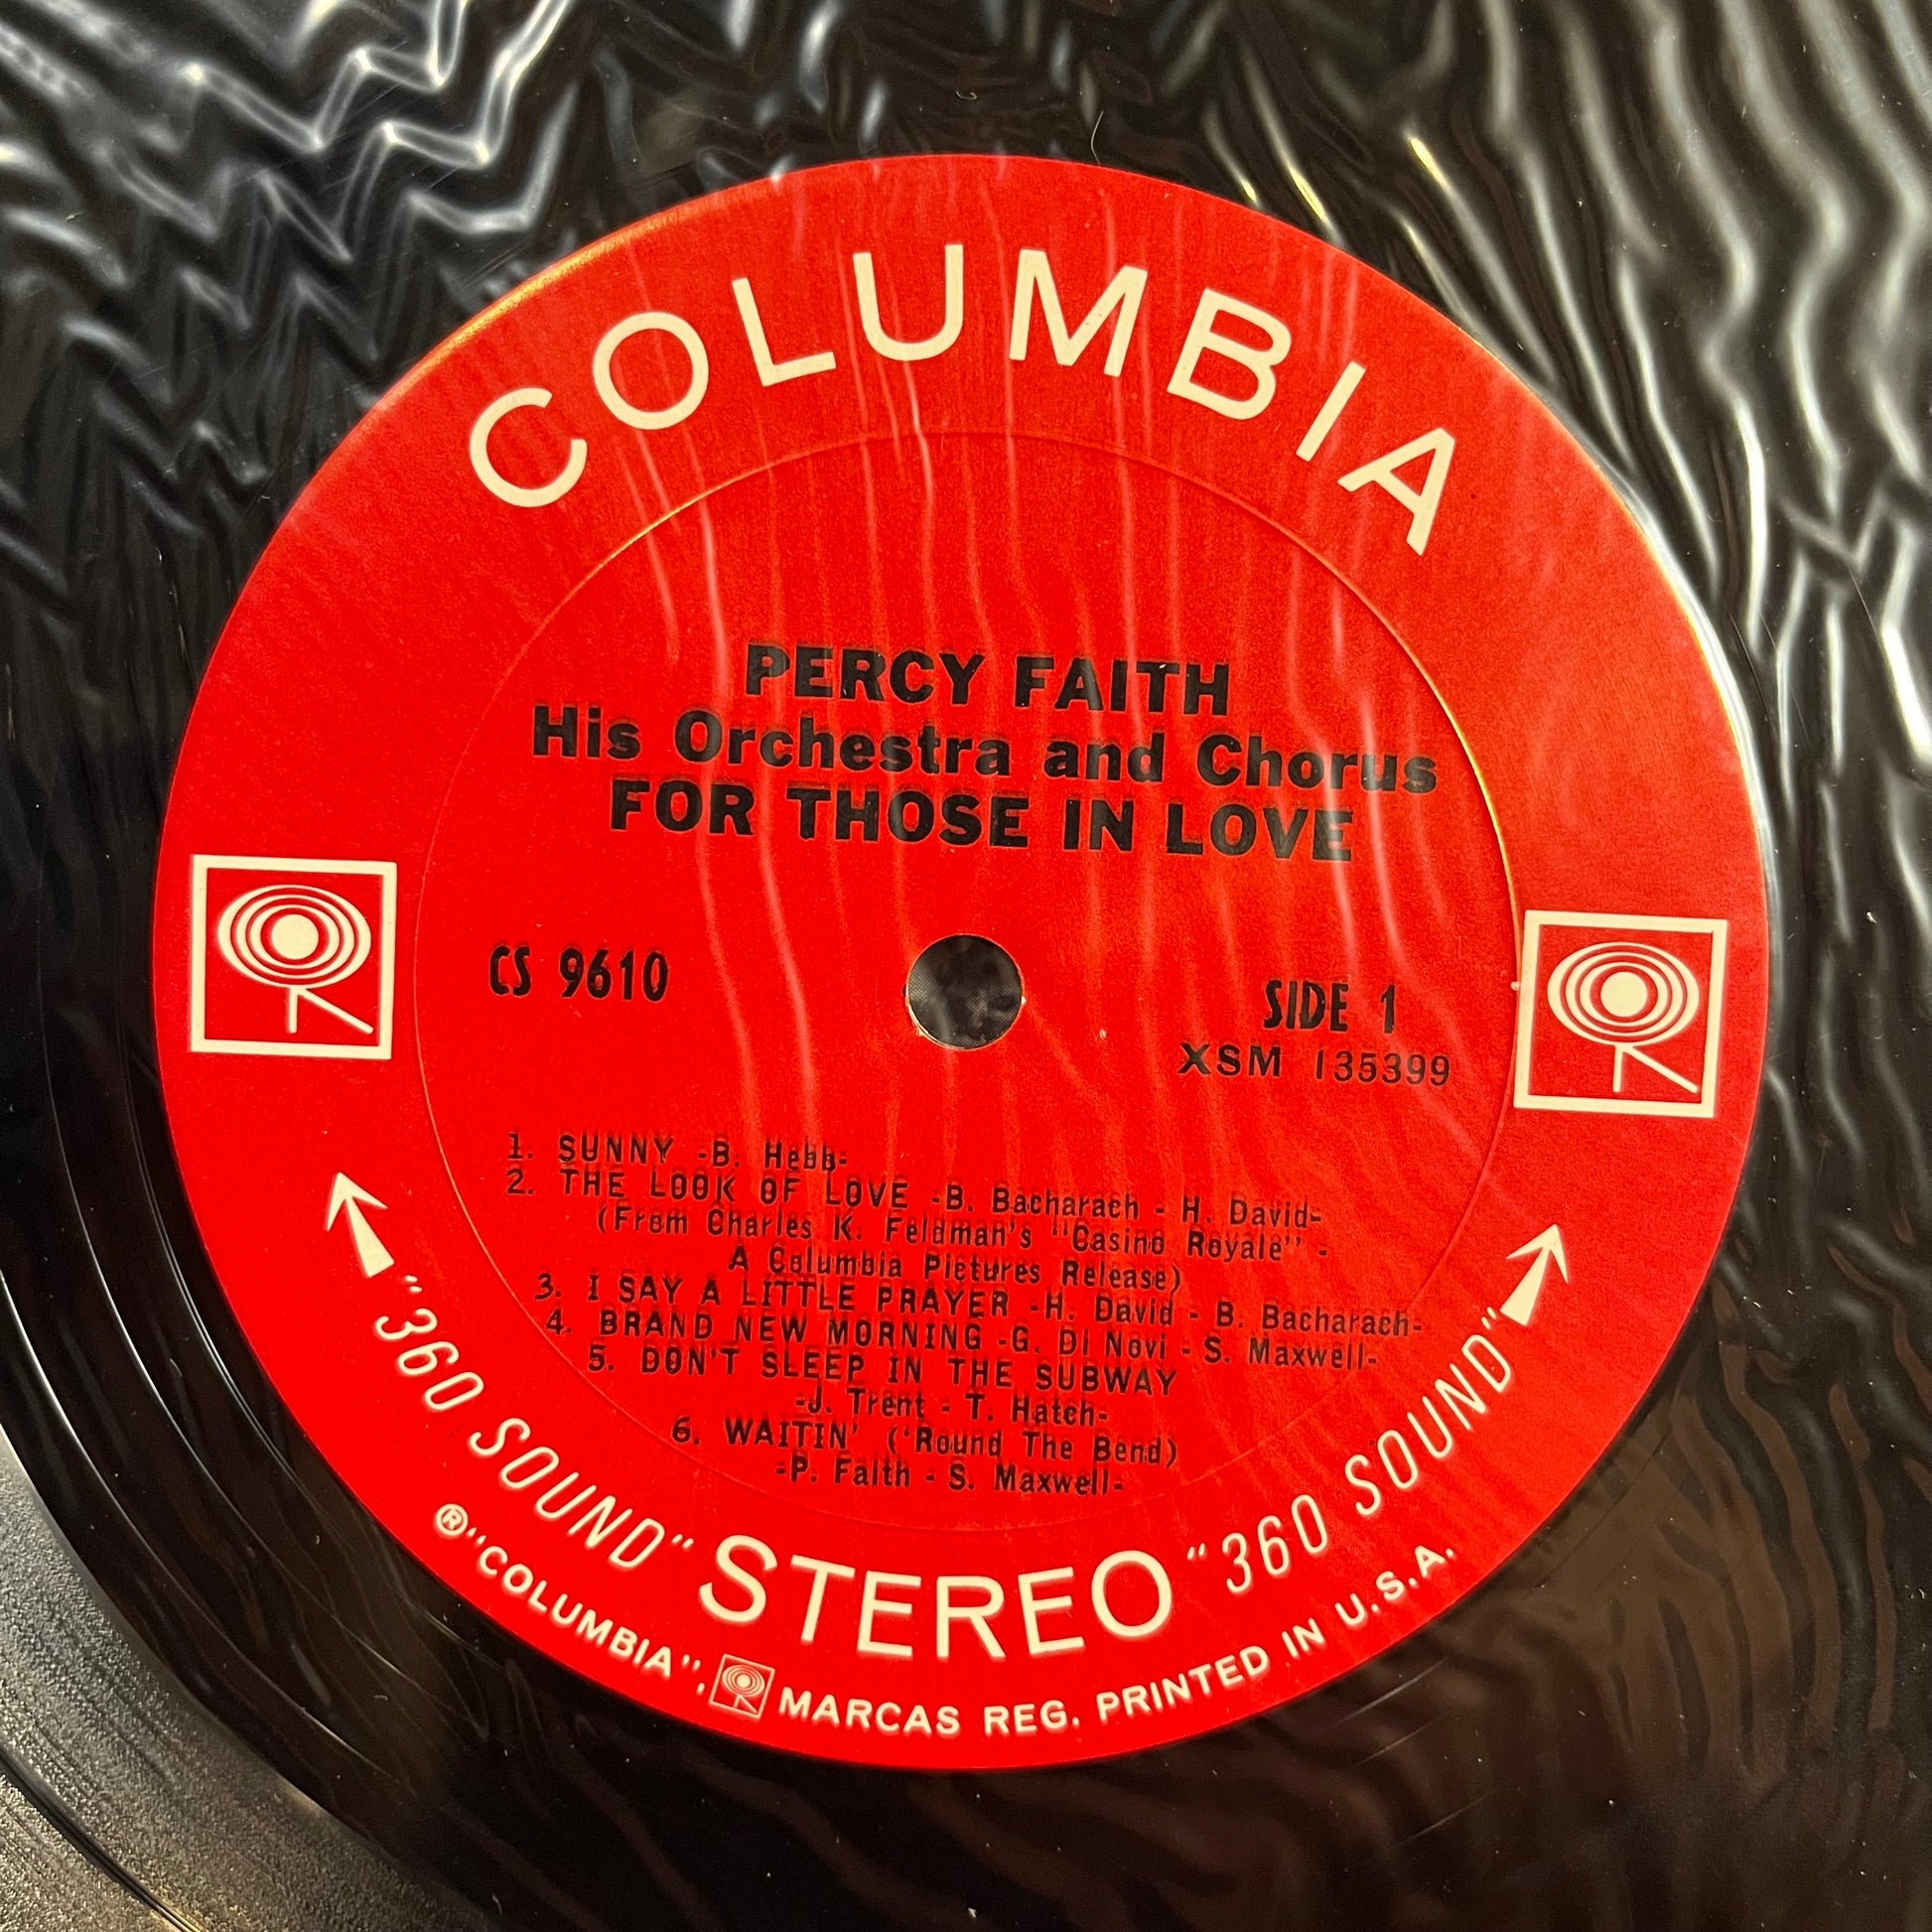 COLUMBIA
PERCY FAITH
His Orchestra and Chorus
FOR THOSE IN LOVE
CS 9610
SIDE 1
XSM 135399
1. SUNNY -B. Hebb-
2. THE LOOK OF LOVE -B. Bacharach - H. David-
(From Charles K. Feldman's "Casino Royale" -
A Columbia Pictures Release)
3. I SAY A LITTLE PRAYER -H. David - B. Bacharach-
4. BRAND NEW MORNING -G. Di Novi - S. Maxwell-
5. DON'T SLEEP IN THE SUBWAY
-J. Trent - T. Hatch-
6. WAITIN' ('Round The Bend)
-P. Faith - S. Maxwell-
"360 SOUND" STEREO "360 SOUND"
®"COLUMBIA", MARCAS REG. PRINTED IN U.S.A.